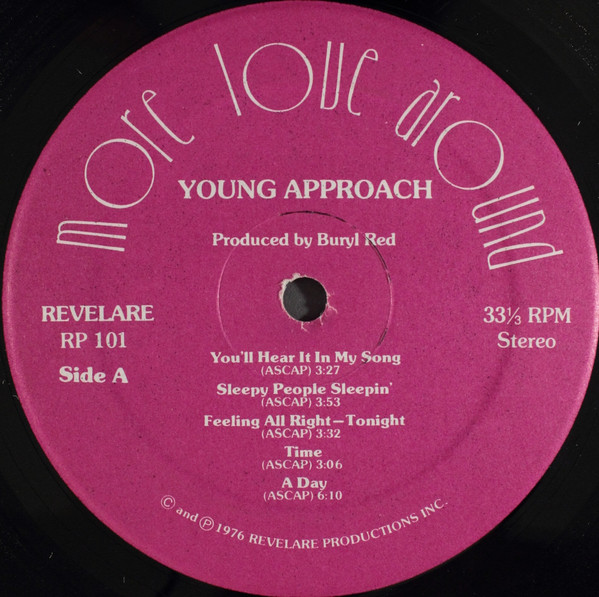 more love around
YOUNG APPROACH
Produced by Buryl Red
REVELARE
RP 101
Side A
33⅓ RPM
Stereo
You'll Hear It In My Song
(ASCAP) 3:27
Sleepy People Sleepin'
(ASCAP) 3:53
Feeling All Right—Tonight
(ASCAP) 3:32
Time
(ASCAP) 3:06
A Day
(ASCAP) 6:10
© and ℗ 1976 REVELARE PRODUCTIONS INC.